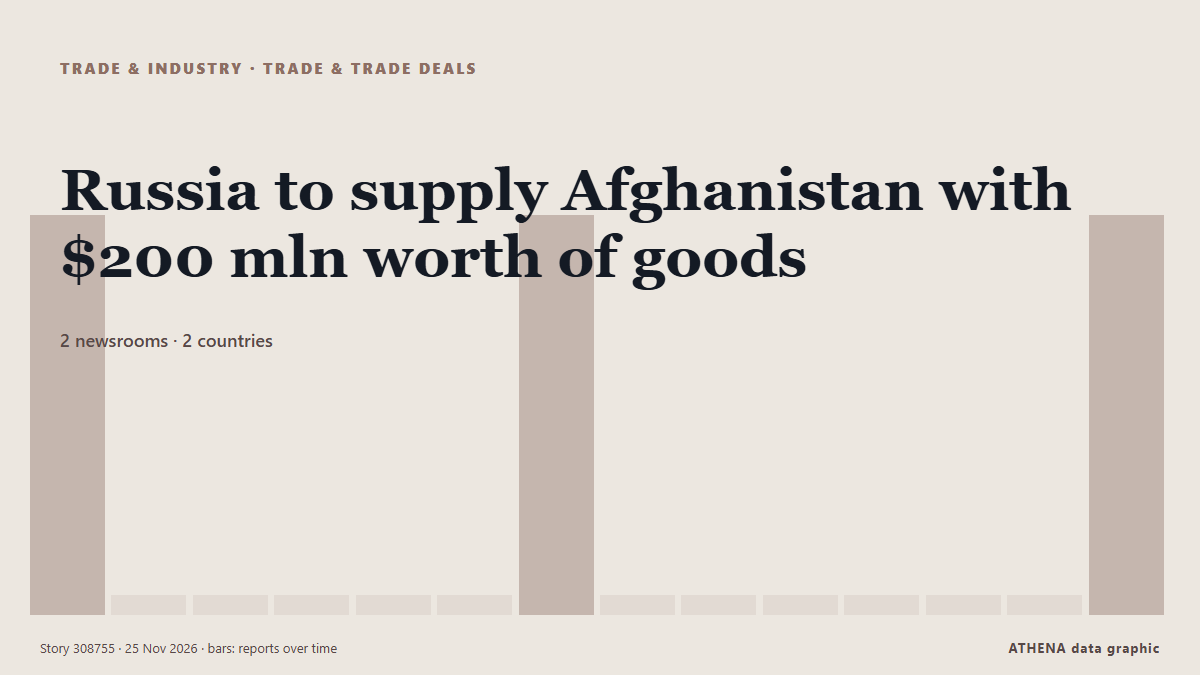 TRADE & INDUSTRY · TRADE & TRADE DEALS
Russia to supply Afghanistan with
$200 mln worth of goods
2 newsrooms · 2 countries
Story 308755 · 25 Nov 2026 · bars: reports over time
ATHENA data graphic